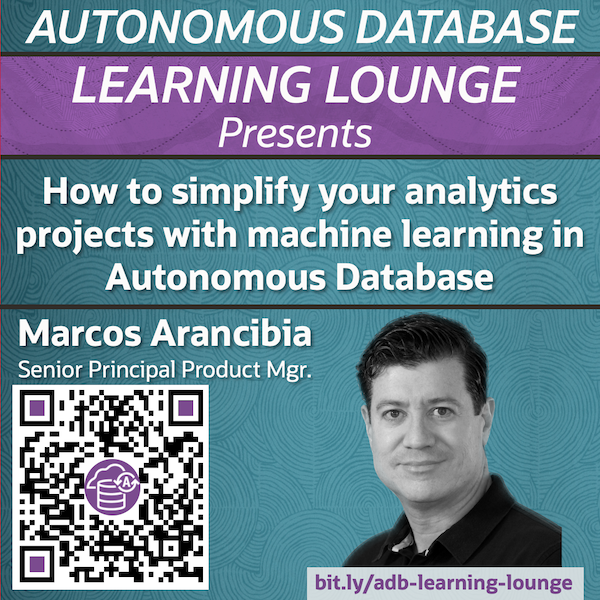 AUTONOMOUS DATABASE
LEARNING LOUNGE
Presents
How to simplify your analytics
projects with machine learning in
Autonomous Database
Marcos Arancibia
Senior Principal Product Mgr.
A
bit.ly/adb-learning-lounge